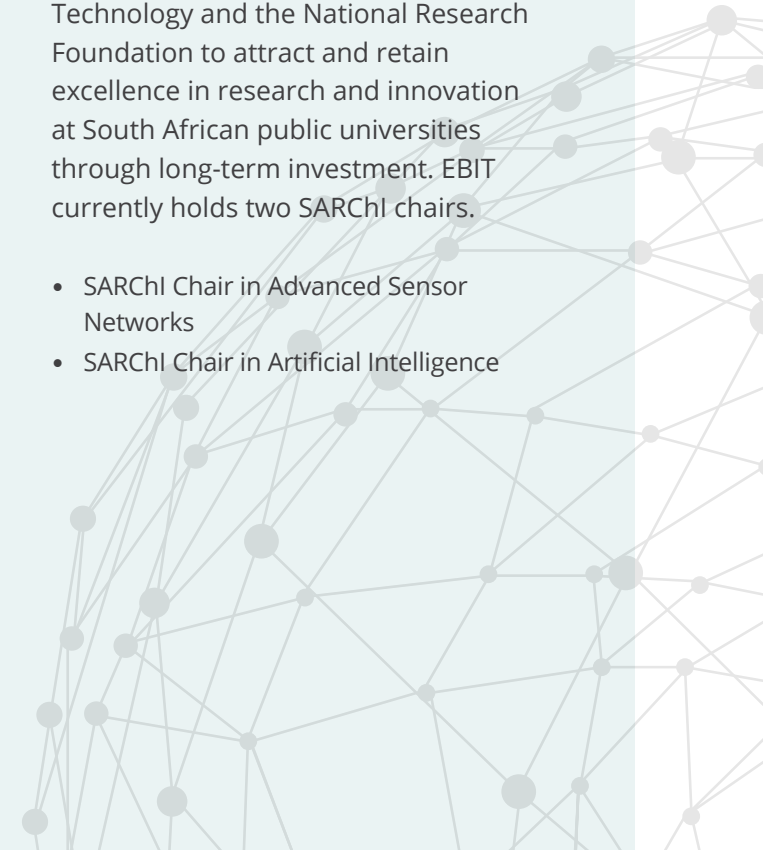 Technology and the National Research
Foundation to attract and retain
excellence in research and innovation
at South African public universities
through long-term investment. EBIT
currently holds two SARChI chairs.
• SARChI Chair in Advanced Sensor
Networks
• SARChI Chair in Artificial Intelligence